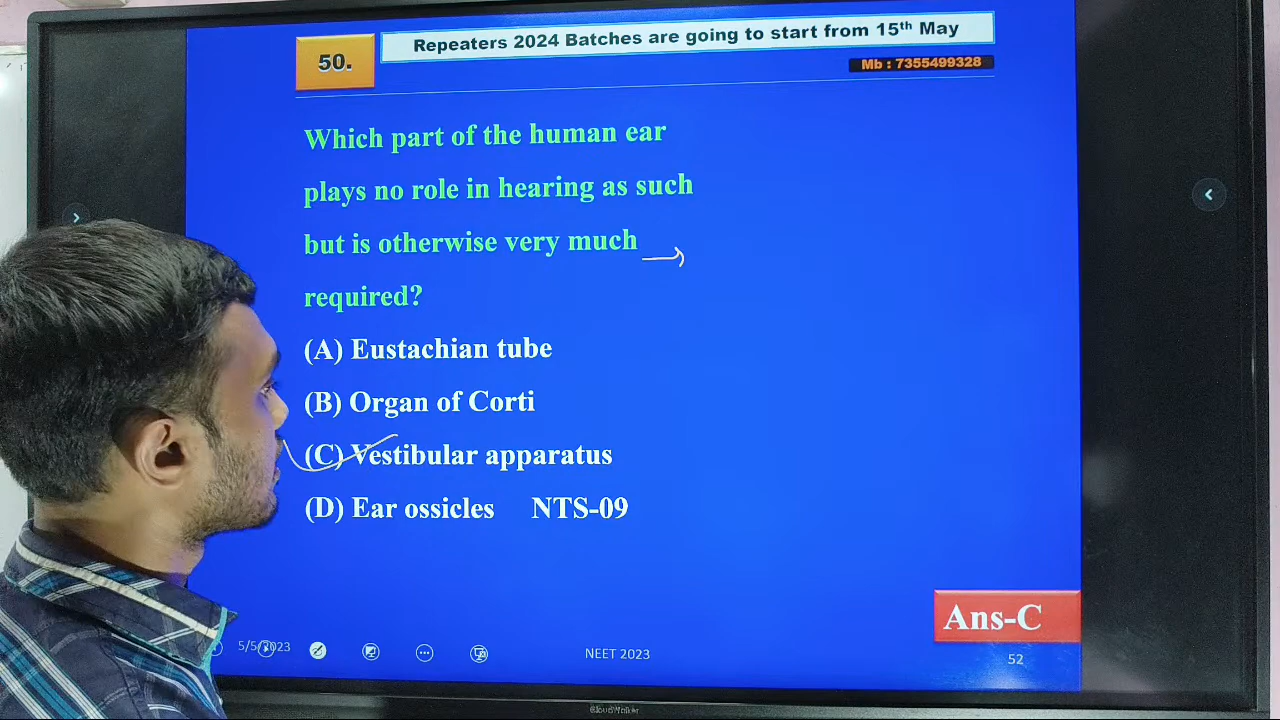 50.
Repeaters 2024 Batches are going to start from 15th May
Mb : 7355499328
Which part of the human ear
plays no role in hearing as such
but is otherwise very much
required?
(A) Eustachian tube
(B) Organ of Corti
(C) Vestibular apparatus
(D) Ear ossicles NTS-09
Ans-C
5/5/2023
NEET 2023
52
CloudWalker